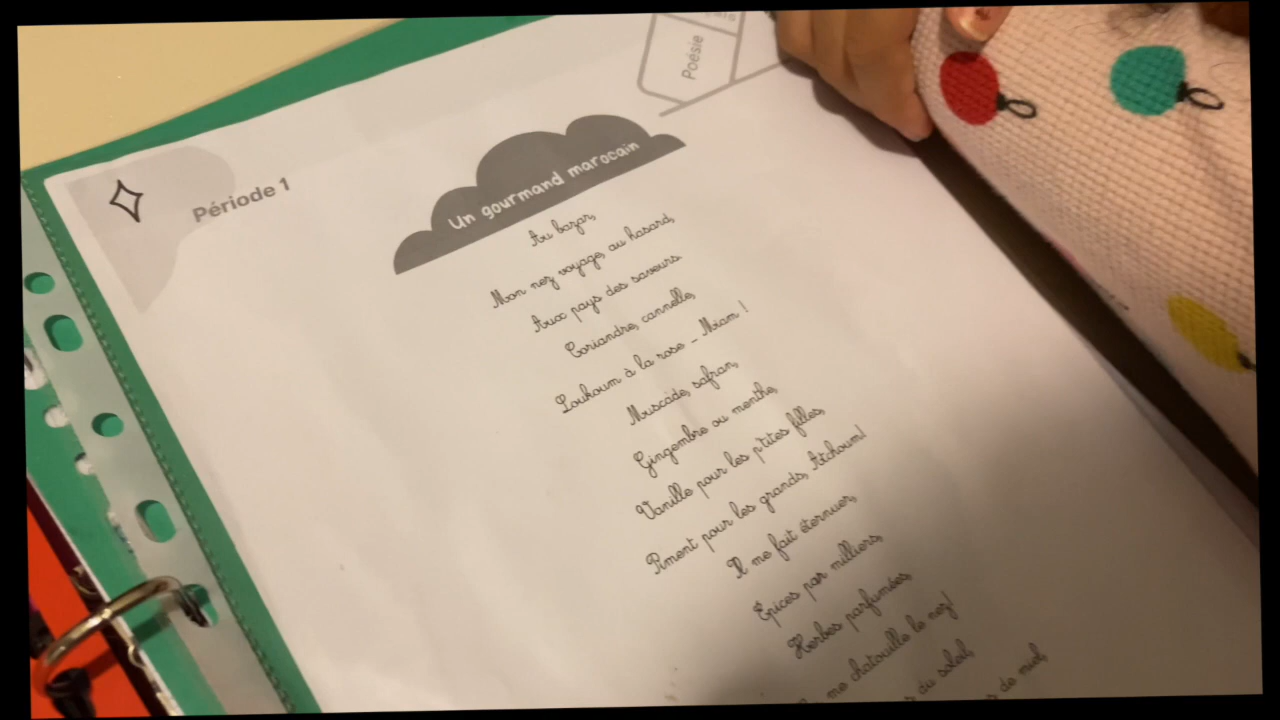 Poésie
Période 1
Un gourmand marocain
Au bazar,
Mon nez voyage, au hasard,
Aux pays des saveurs.
Coriandre, cannelle,
Loukoum à la rose - Miam !
Muscade, safran,
Gingembre ou menthe,
Vanille pour les p'tites filles,
Piment pour les grands, Atchoum!
Il me fait éternuer,
Épices par milliers,
Herbes parfumées,
me chatouille le nez!
du soleil,
de miel,